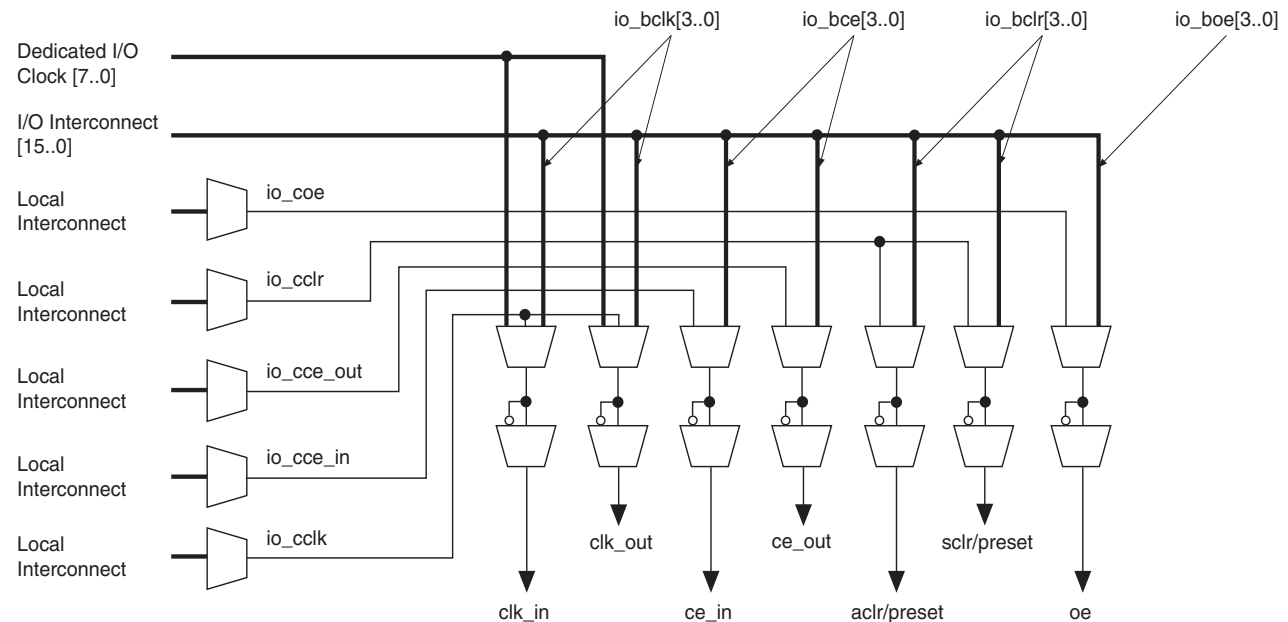 io_bclk[3..0]
io_bce[3..0]
io_bclr[3..0]
io_boe[3..0]
Dedicated I/O
Clock [7..0]
I/O Interconnect
[15..0]
Local
Interconnect
io_coe
Local
Interconnect
io_cclr
Local
Interconnect
io_cce_out
Local
Interconnect
io_cce_in
Local
Interconnect
io_cclk
clk_out
ce_out
sclr/preset
clk_in
ce_in
aclr/preset
oe